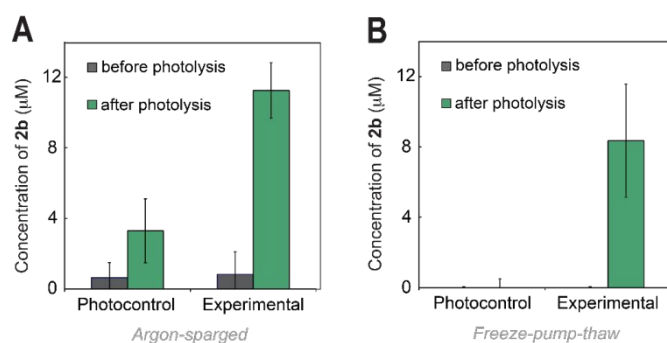 A
Concentration of 2b (μM)
12
8
4
0
before photolysis
after photolysis
Photocontrol
Experimental
Argon-sparged
B
Concentration of 2b (μM)
12
8
4
0
before photolysis
after photolysis
Photocontrol
Experimental
Freeze-pump-thaw